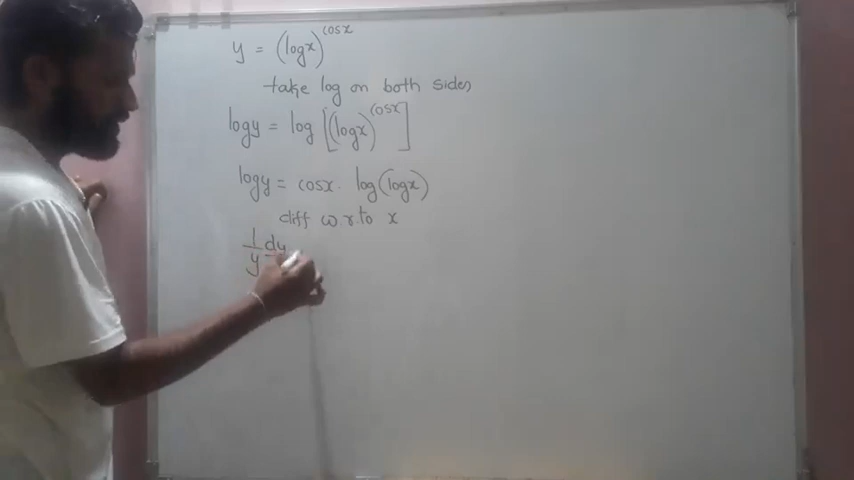 y = (logx)^cosx
take log on both sides
logy = log [(logx)^cosx]
logy = cosx. log(logx)
diff w.r.to x
1/y dy